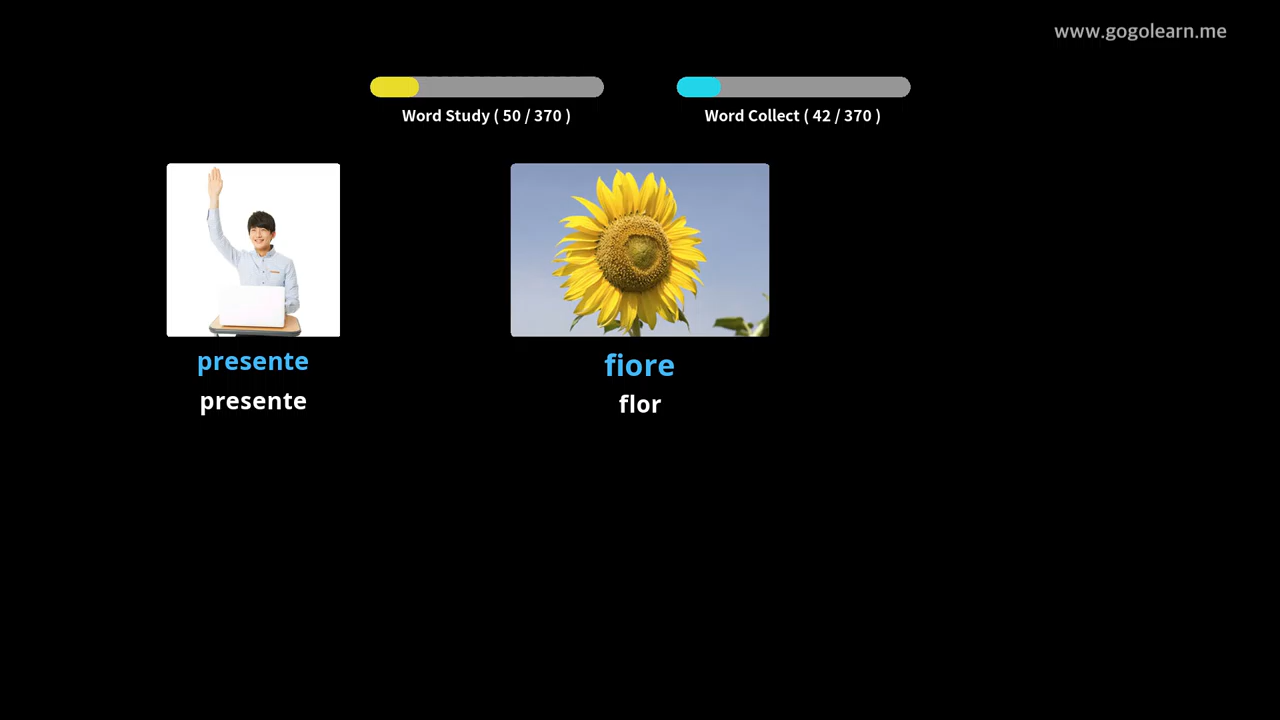 www.gogolearn.me
Word Study ( 50 / 370 )
Word Collect ( 42 / 370 )
presente
presente
fiore
flor